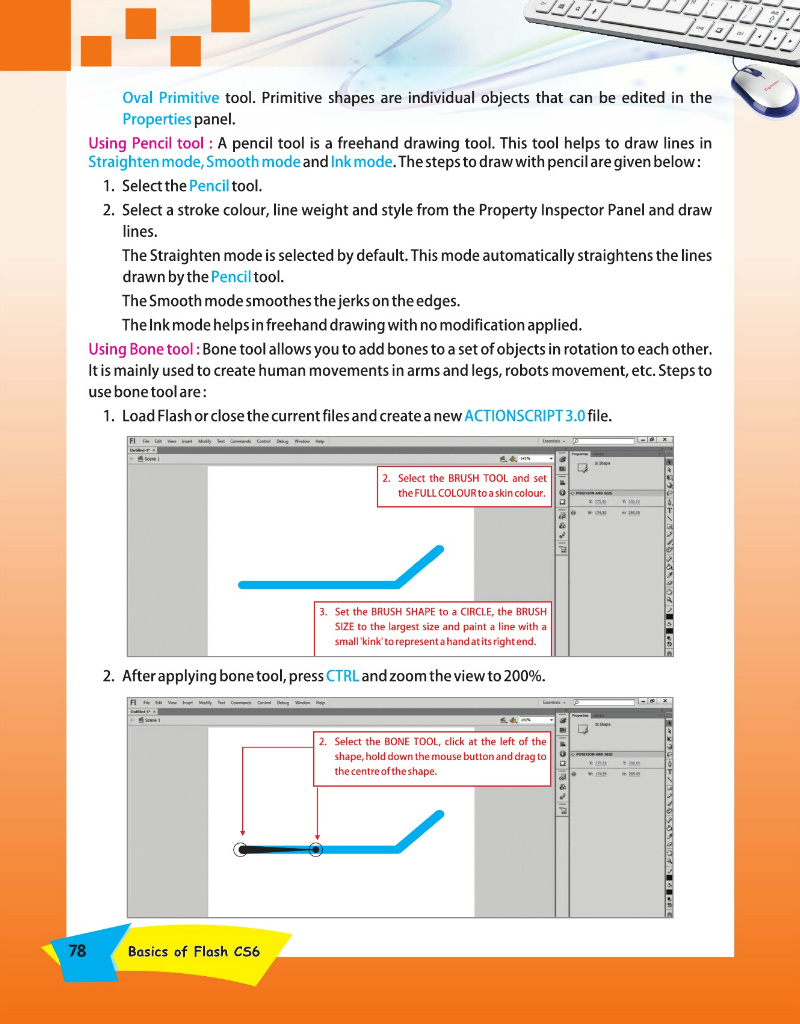 Oval Primitive tool. Primitive shapes are individual objects that can be edited in the
Properties panel.
Using Pencil tool : A pencil tool is a freehand drawing tool. This tool helps to draw lines in
Straighten mode, Smooth mode and Ink mode. The steps to draw with pencil are given below :
1. Select the Pencil tool.
2. Select a stroke colour, line weight and style from the Property Inspector Panel and draw
lines.
The Straighten mode is selected by default. This mode automatically straightens the lines
drawn by the Pencil tool.
The Smooth mode smoothes the jerks on the edges.
The Ink mode helps in freehand drawing with no modification applied.
Using Bone tool : Bone tool allows you to add bones to a set of objects in rotation to each other.
It is mainly used to create human movements in arms and legs, robots movement, etc. Steps to
use bone tool are :
1. Load Flash or close the current files and create a new ACTIONSCRIPT 3.0 file.
Fl File Edit View Insert Modify Text Commands Control Debug Window Help Essentials
Untitled-1*
Scene 1
Properties
Shape
POSITION AND SIZE
2. Select the BRUSH TOOL and set
the FULL COLOUR to a skin colour.
3. Set the BRUSH SHAPE to a CIRCLE, the BRUSH
SIZE to the largest size and paint a line with a
small 'kink' to represent a hand at its right end.
2. After applying bone tool, press CTRL and zoom the view to 200%.
Fl File Edit View Insert Modify Text Commands Control Debug Window Help Essentials
Untitled-1*
Scene 1
Properties
Shape
POSITION AND SIZE
2. Select the BONE TOOL, click at the left of the
shape, hold down the mouse button and drag to
the centre of the shape.
78 Basics of Flash CS6